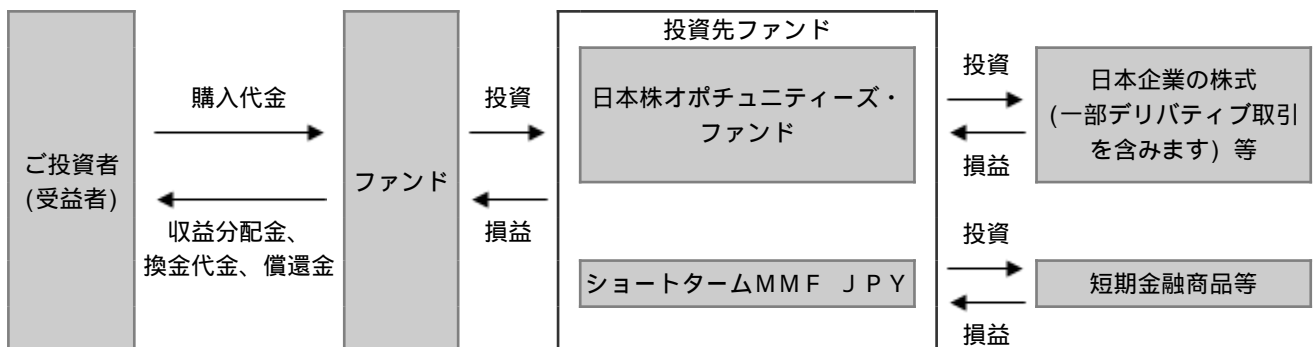 ご投資者
(受益者)
購入代金
収益分配金、
換金代金、償還金
ファンド
投資
損益
投資先ファンド
日本株オポチュニティーズ・
ファンド
ショートタームＭＭＦ　ＪＰＹ
投資
損益
日本企業の株式
(一部デリバティブ取引
を含みます) 等
投資
損益
短期金融商品等